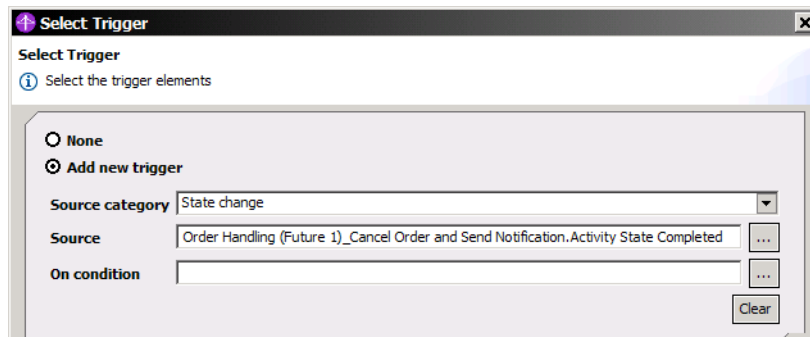 Select Trigger
Select Trigger
Select the trigger elements
None
Add new trigger
Source category State change
Source Order Handling (Future 1)_Cancel Order and Send Notification.Activity State Completed ...
On condition ...
Clear